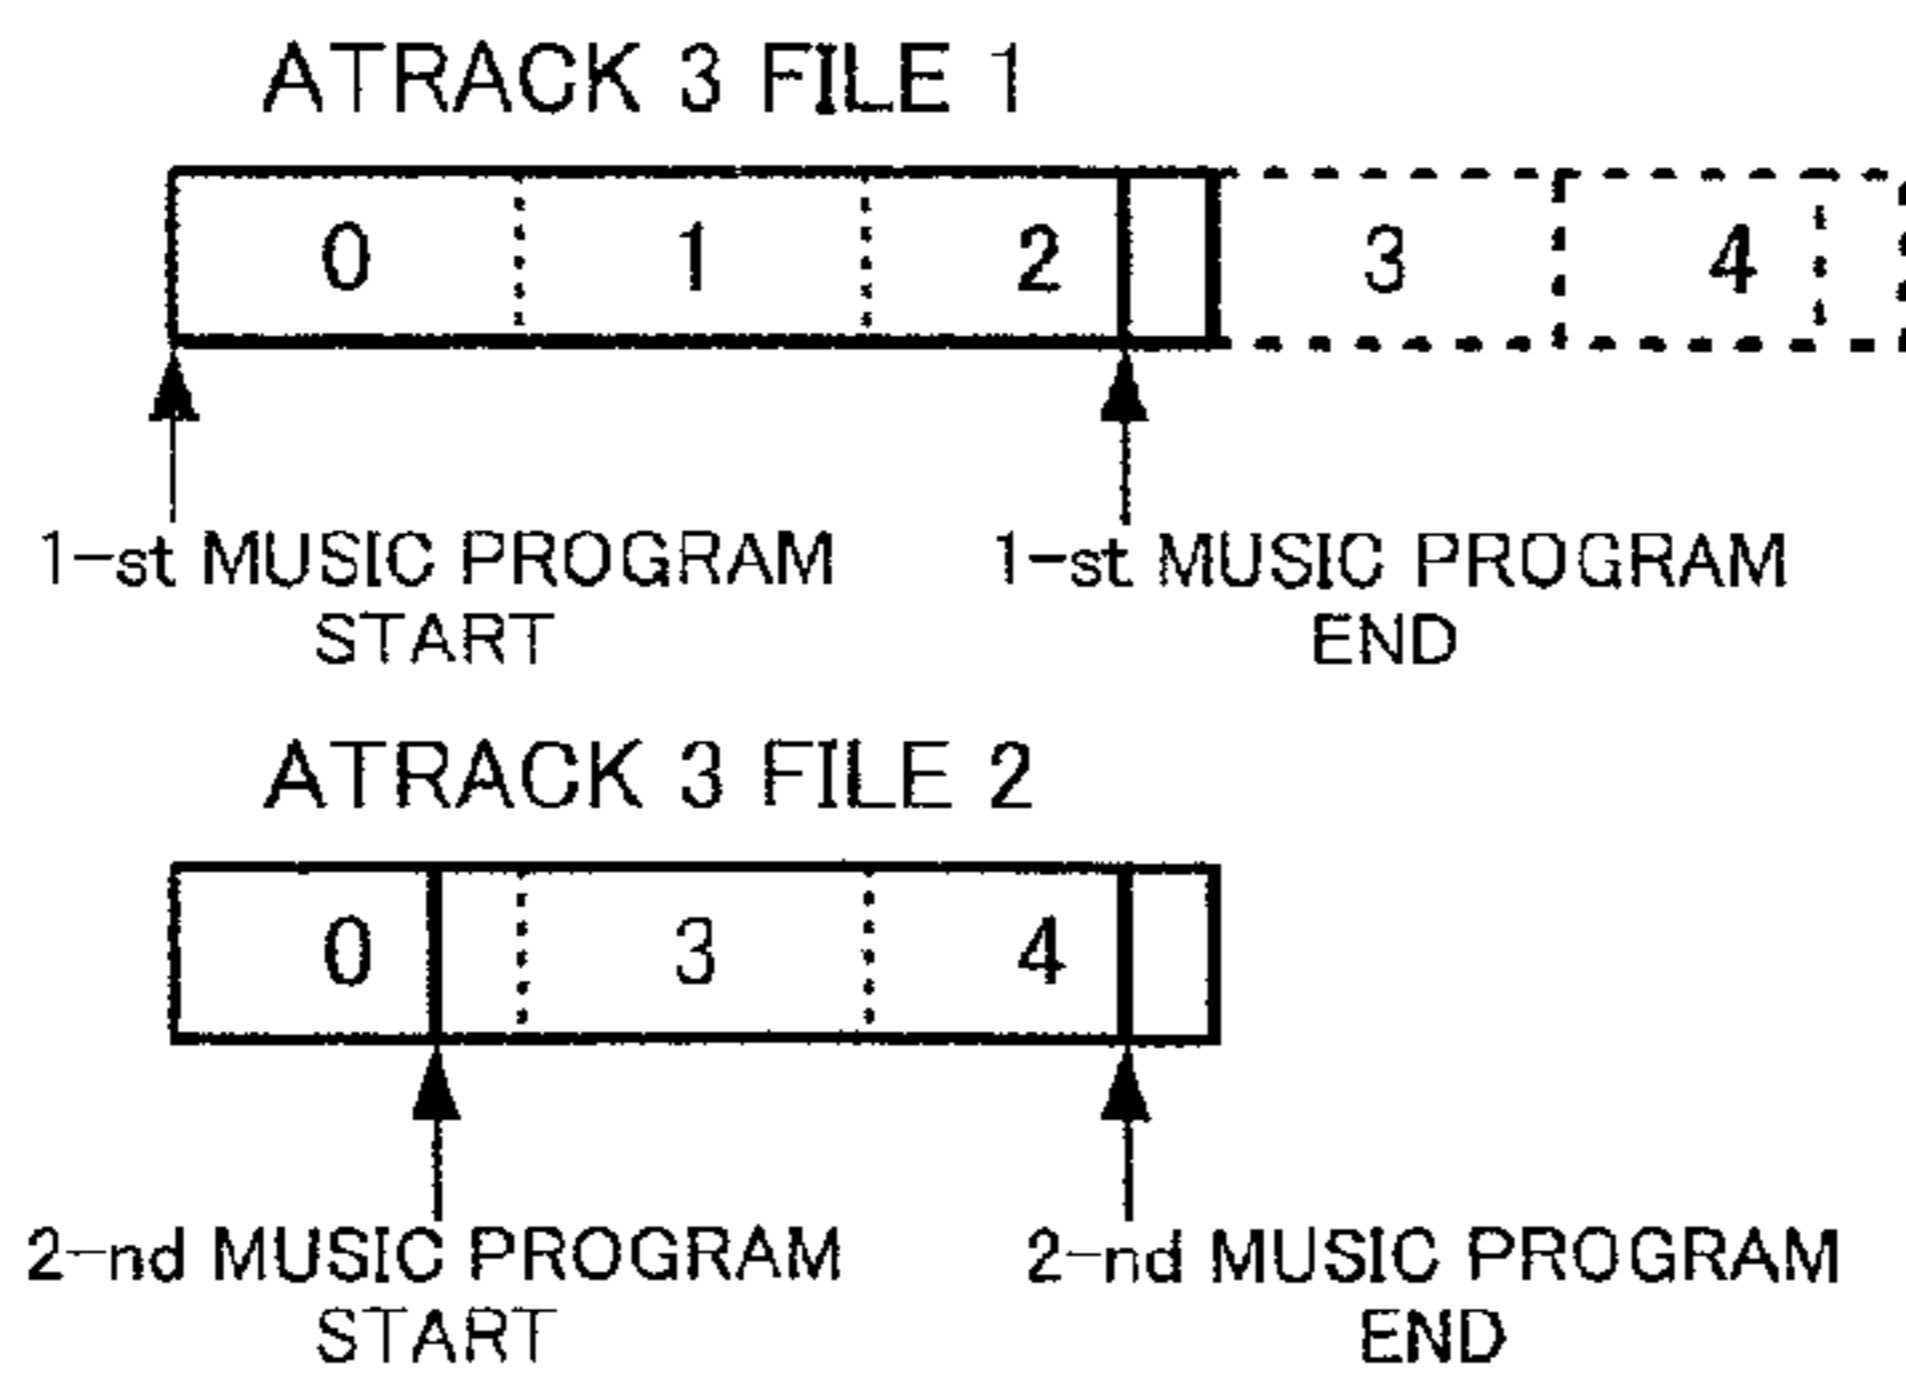 ATRACK 3 FILE 1
0 1 2 3 4
1-st MUSIC PROGRAM
START
1-st MUSIC PROGRAM
END
ATRACK 3 FILE 2
0 3 4
2-nd MUSIC PROGRAM
START
2-nd MUSIC PROGRAM
END